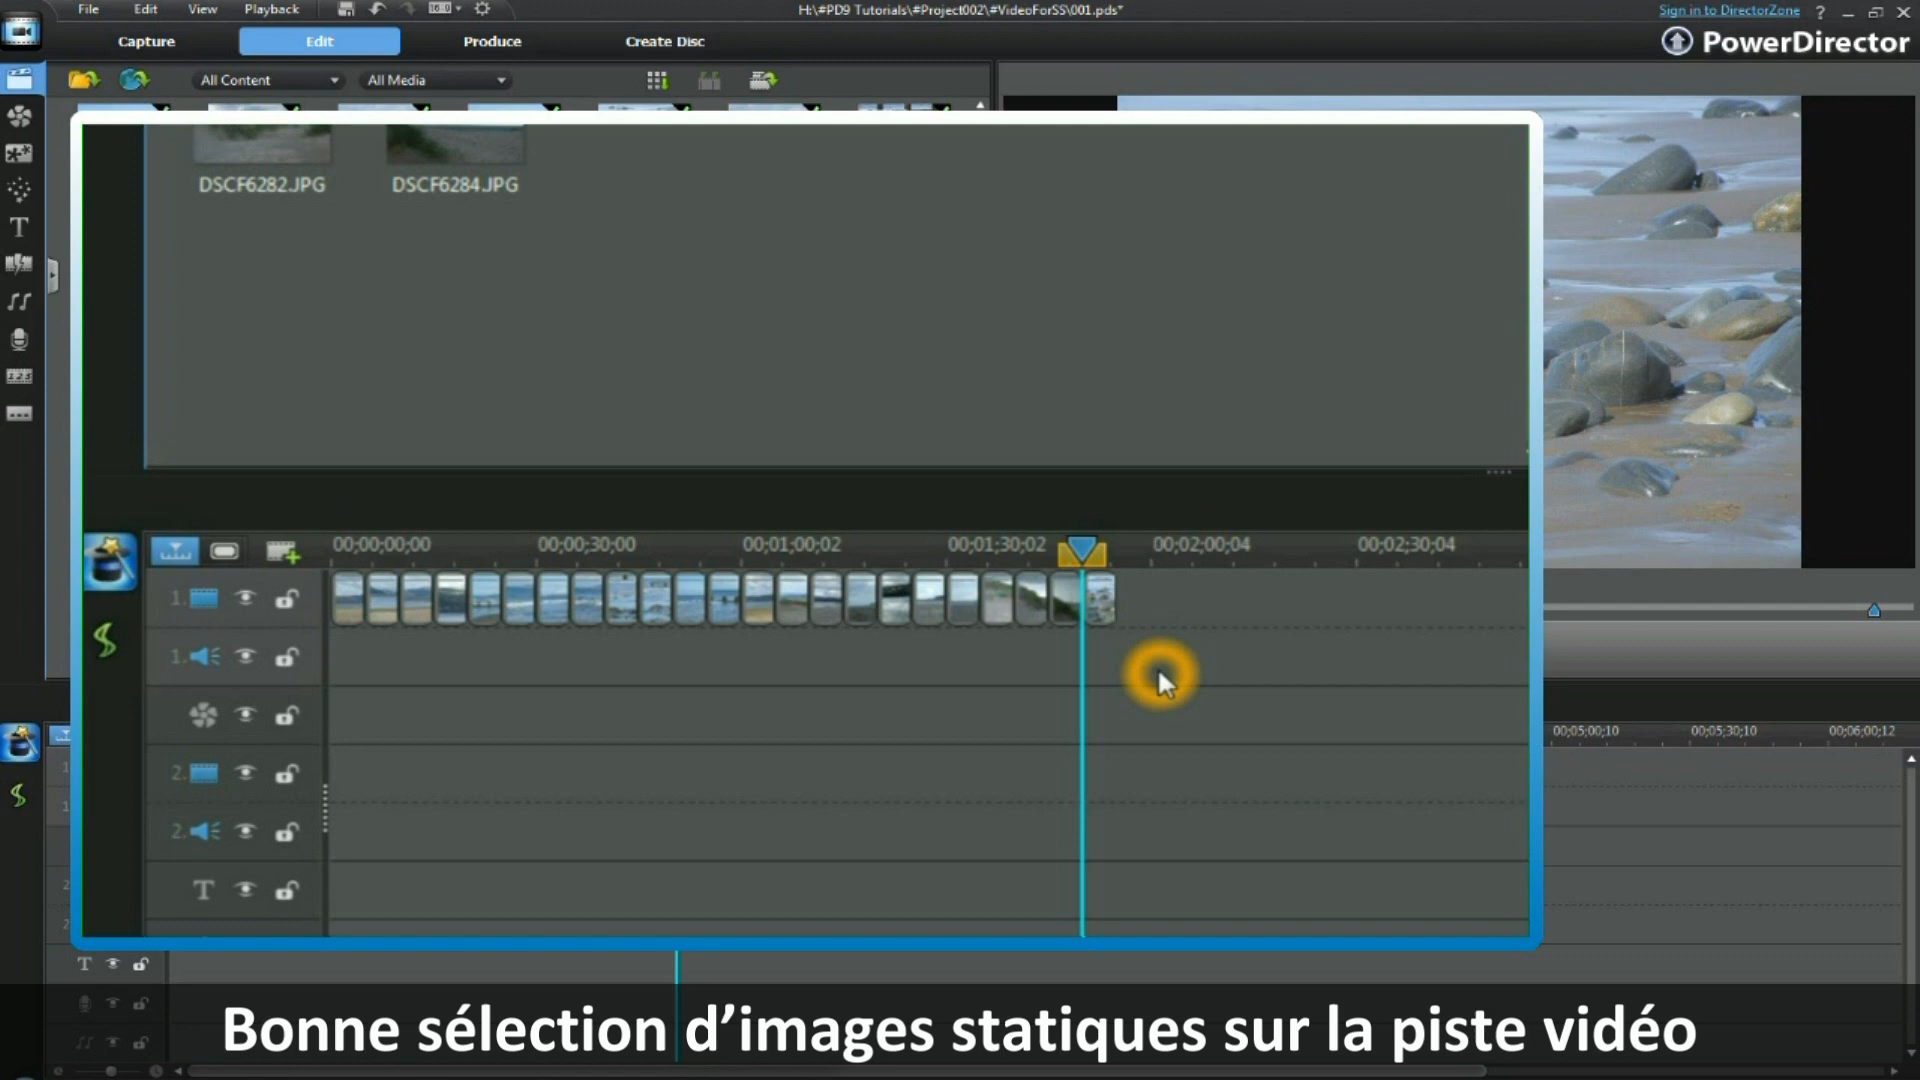 File Edit View Playback
H:\#PD9 Tutorials\#Project002\#VideoForSS\001.pds*
Sign in to DirectorZone ?
Capture Edit Produce Create Disc
PowerDirector
All Content All Media
DSCF6282.JPG DSCF6284.JPG
00;00;00;00 00;00;30;00 00;01;00;02 00;01;30;02 00;02;00;04 00;02;30;04
1.
1.
2.
2.
T
00;05;00;10 00;05;30;10 00;06;00;12
T
Bonne sélection d’images statiques sur la piste vidéo